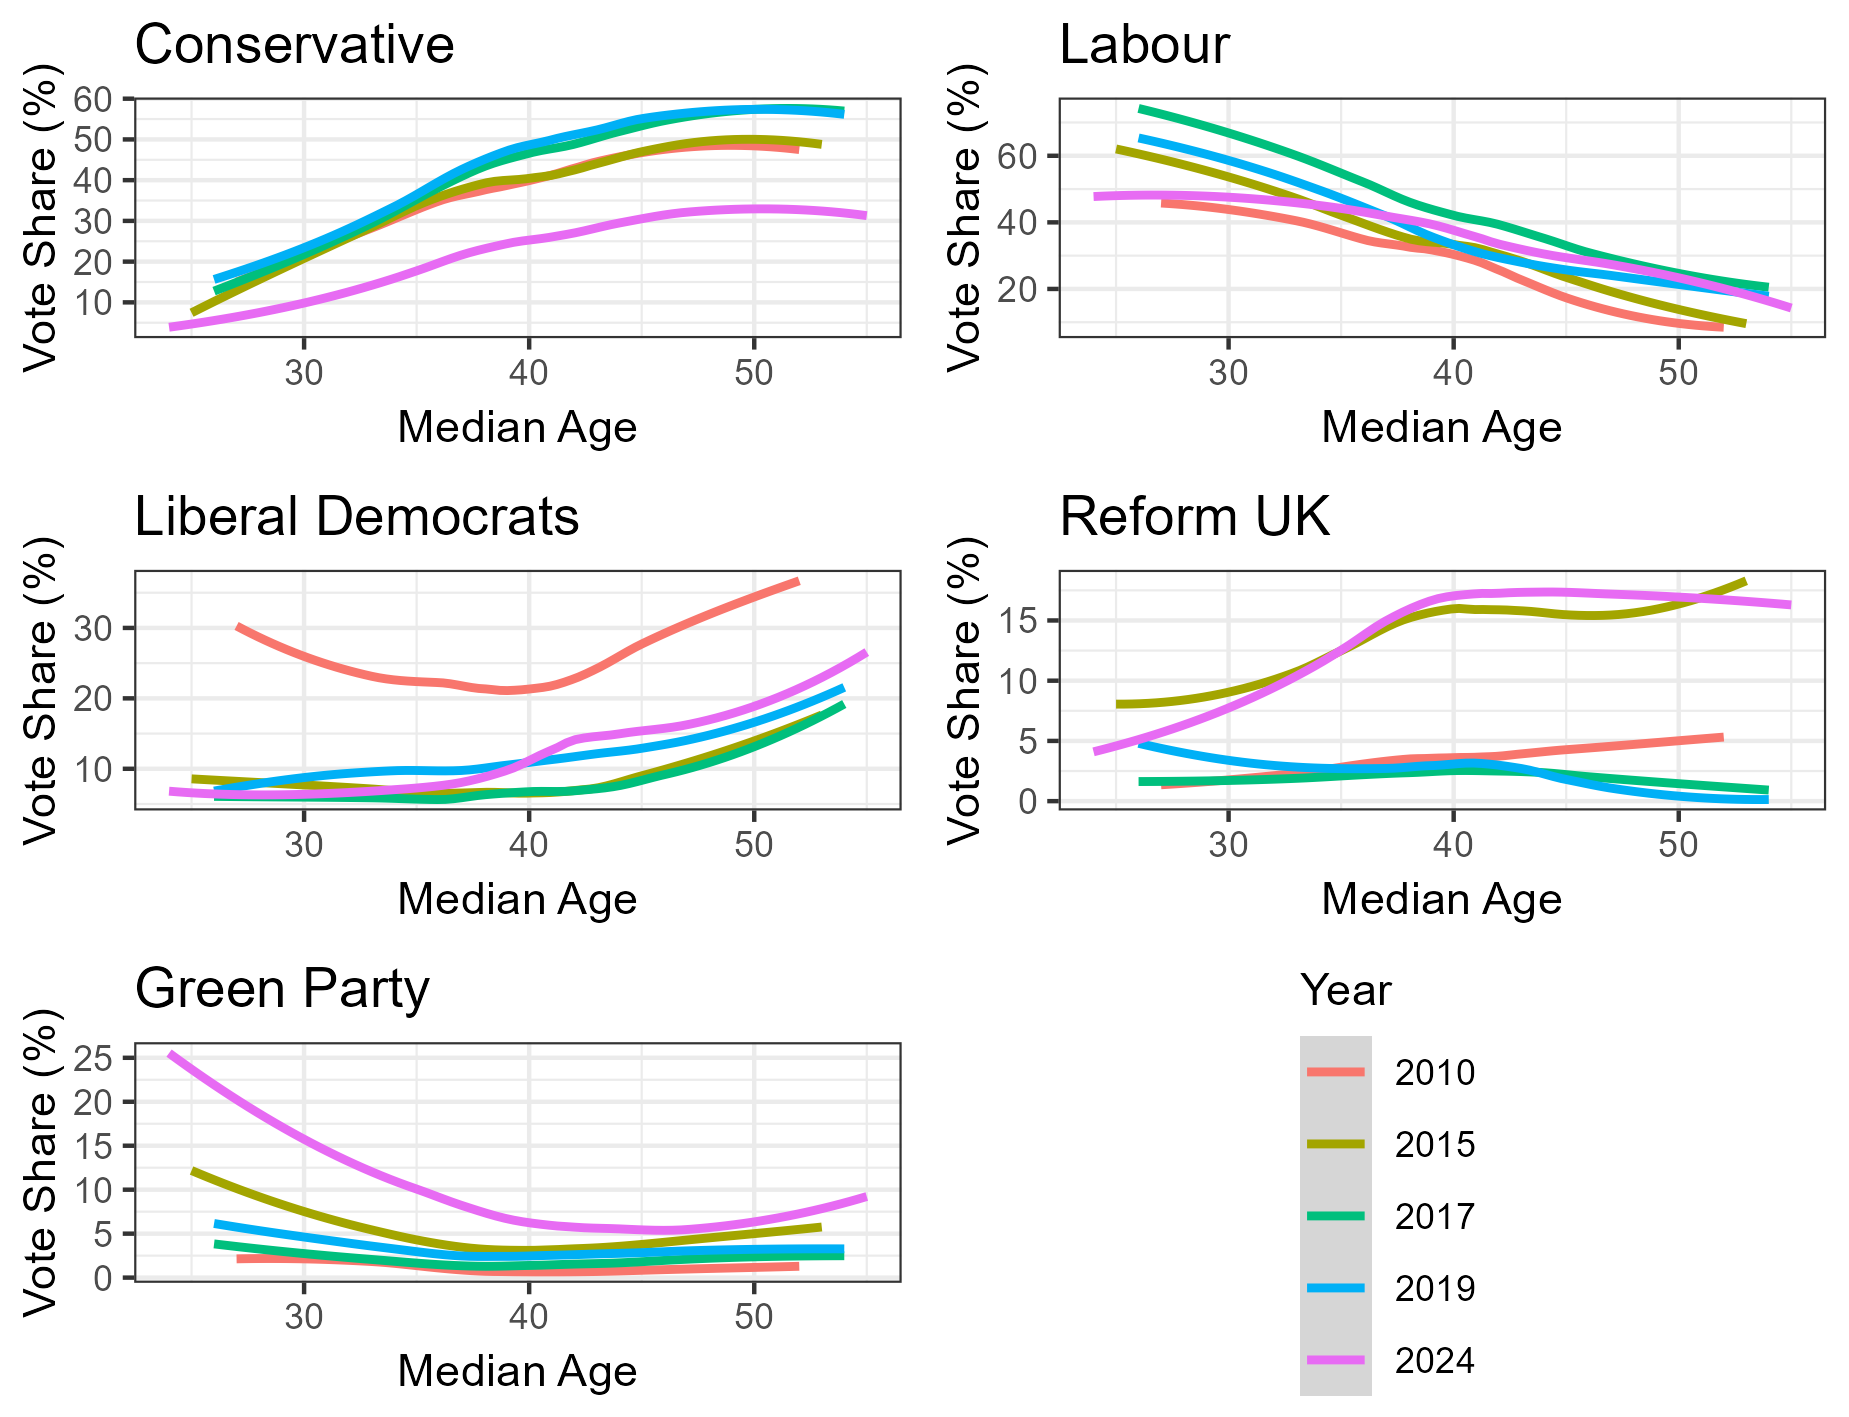 Conservative
Vote Share (%)
60
50
40
30
20
10
30 40 50
Median Age
Labour
Vote Share (%)
60
40
20
30 40 50
Median Age
Liberal Democrats
Vote Share (%)
30
20
10
30 40 50
Median Age
Reform UK
Vote Share (%)
15
10
5
0
30 40 50
Median Age
Green Party
Vote Share (%)
25
20
15
10
5
0
30 40 50
Median Age
Year
2010
2015
2017
2019
2024